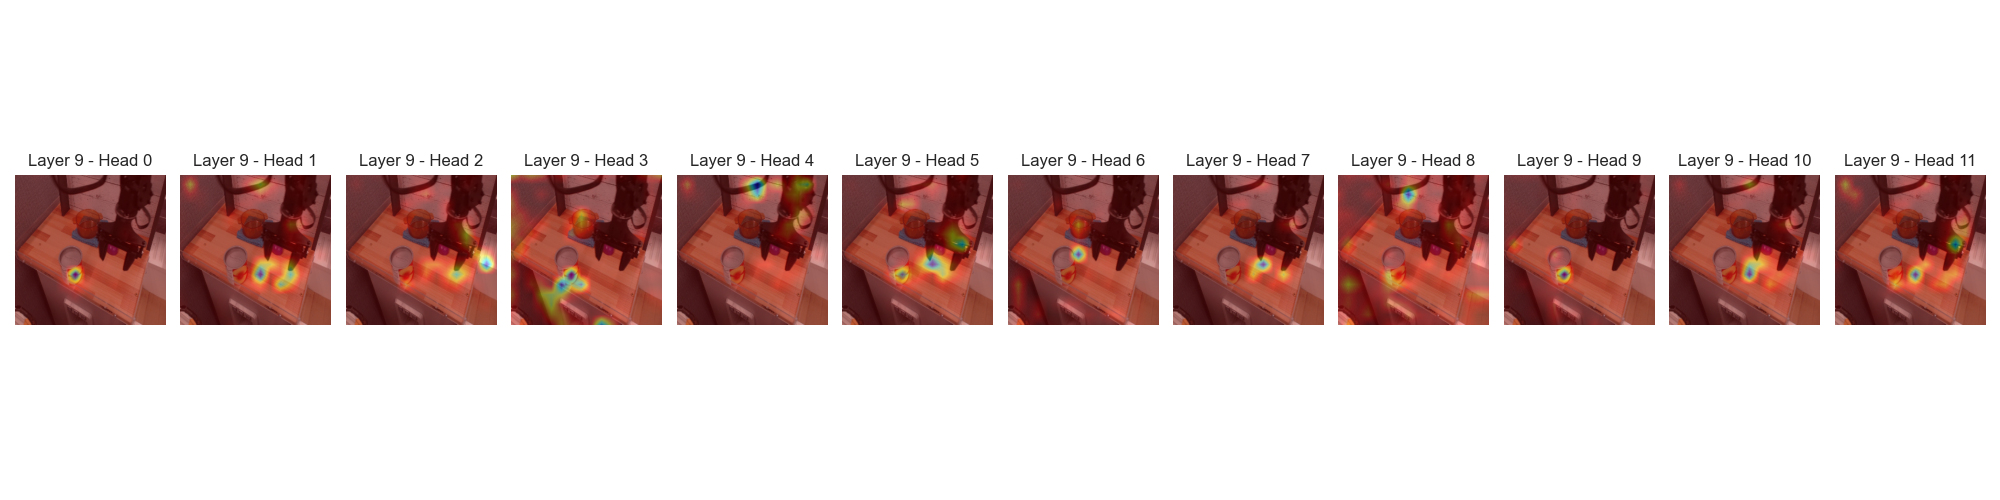 Layer 9 - Head 0
Layer 9 - Head 1
Layer 9 - Head 2
Layer 9 - Head 3
Layer 9 - Head 4
Layer 9 - Head 5
Layer 9 - Head 6
Layer 9 - Head 7
Layer 9 - Head 8
Layer 9 - Head 9
Layer 9 - Head 10
Layer 9 - Head 11